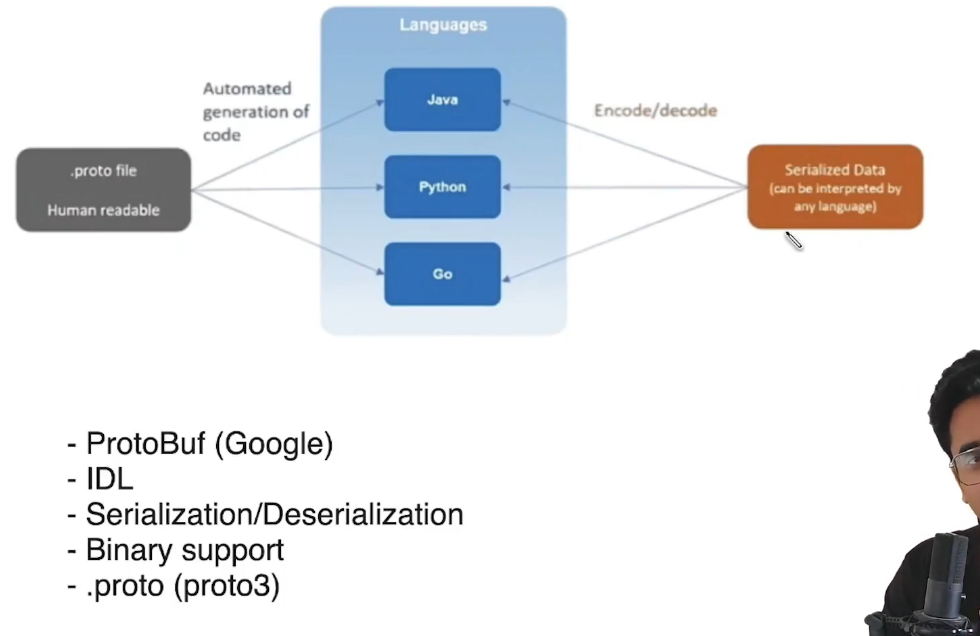 Languages
Automated
generation of
code
Java
Encode/decode
.proto file
Human readable
Python
Serialized Data
(can be interpreted by
any language)
Go
- ProtoBuf (Google)
- IDL
- Serialization/Deserialization
- Binary support
- .proto (proto3)